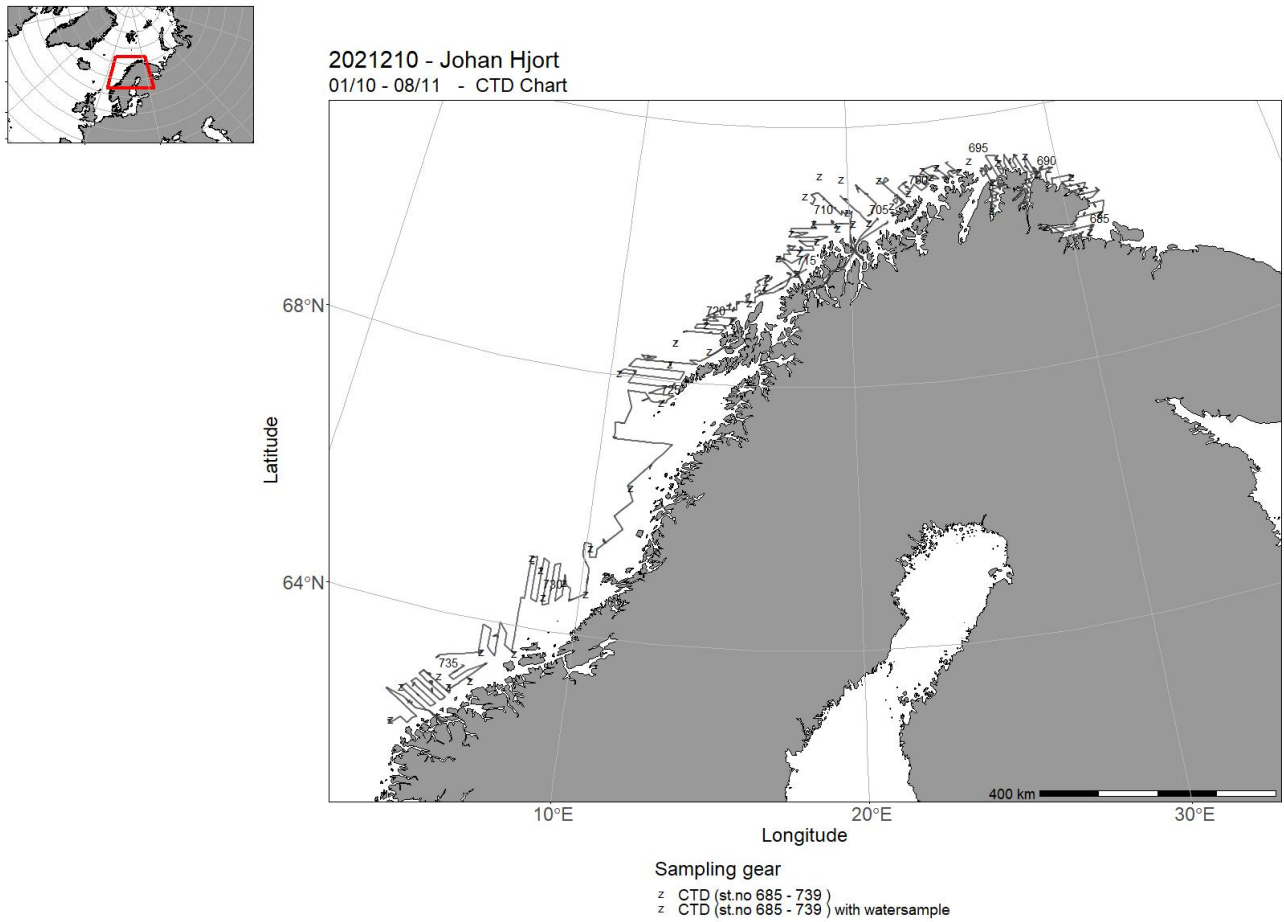 2021210 - Johan Hjort
01/10 - 08/11 - CTD Chart
695
690
z
z
700
710
705
685
715
68°N
720
725
Latitude
64°N
730
735
400 km
10°E
20°E
30°E
Longitude
Sampling gear
z CTD (st.no 685 - 739 )
z CTD (st.no 685 - 739 ) with watersample